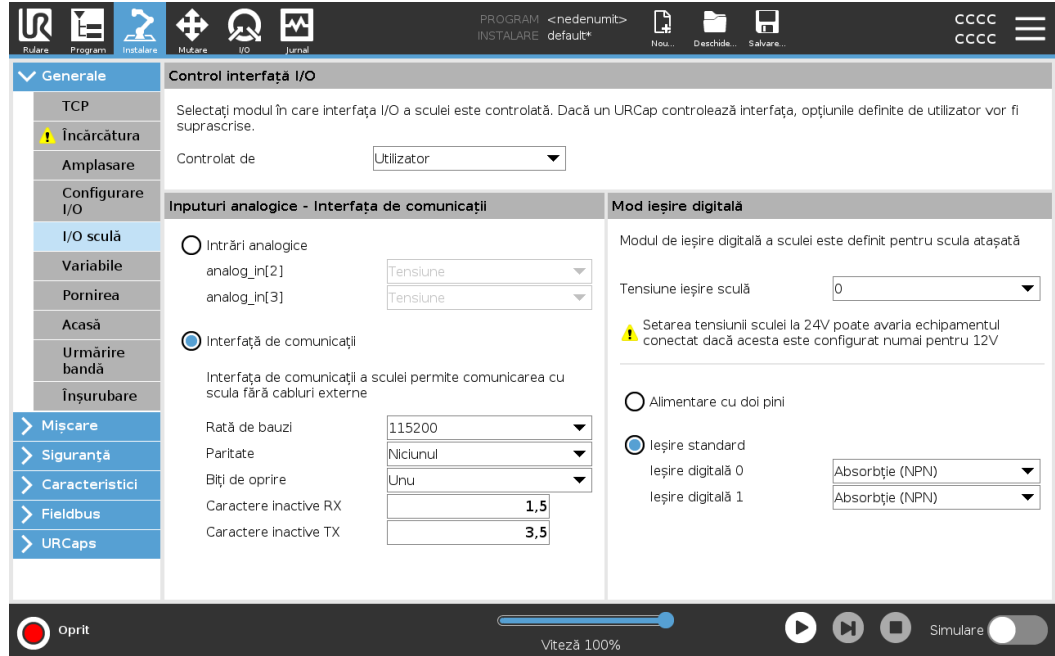 PROGRAM <nedenumit>
INSTALARE default*
CCCC
CCCC
Rulare Program Instalare Mutare I/O Jurnal Nou... Deschide... Salvare...
Generale
TCP
Încărcătura
Amplasare
Configurare
I/O
I/O sculă
Variabile
Pornirea
Acasă
Urmărire
bandă
Înșurubare
Mișcare
Siguranță
Caracteristici
Fieldbus
URCaps
Control interfață I/O
Selectați modul în care interfața I/O a sculei este controlată. Dacă un URCap controlează interfața, opțiunile definite de utilizator vor fi
suprascrise.
Controlat de Utilizator
Inputuri analogice - Interfața de comunicații
Intrări analogice
analog_in[2] Tensiune
analog_in[3] Tensiune
Interfață de comunicații
Interfața de comunicații a sculei permite comunicarea cu
scula fără cabluri externe
Rată de bauzi 115200
Paritate Niciunul
Biți de oprire Unu
Caractere inactive RX 1,5
Caractere inactive TX 3,5
Mod ieșire digitală
Modul de ieșire digitală a sculei este definit pentru scula atașată
Tensiune ieșire sculă 0
Setarea tensiunii sculei la 24V poate avaria echipamentul
conectat dacă acesta este configurat numai pentru 12V
Alimentare cu doi pini
Ieșire standard
Ieșire digitală 0 Absorbție (NPN)
Ieșire digitală 1 Absorbție (NPN)
Oprit
Viteză 100%
Simulare